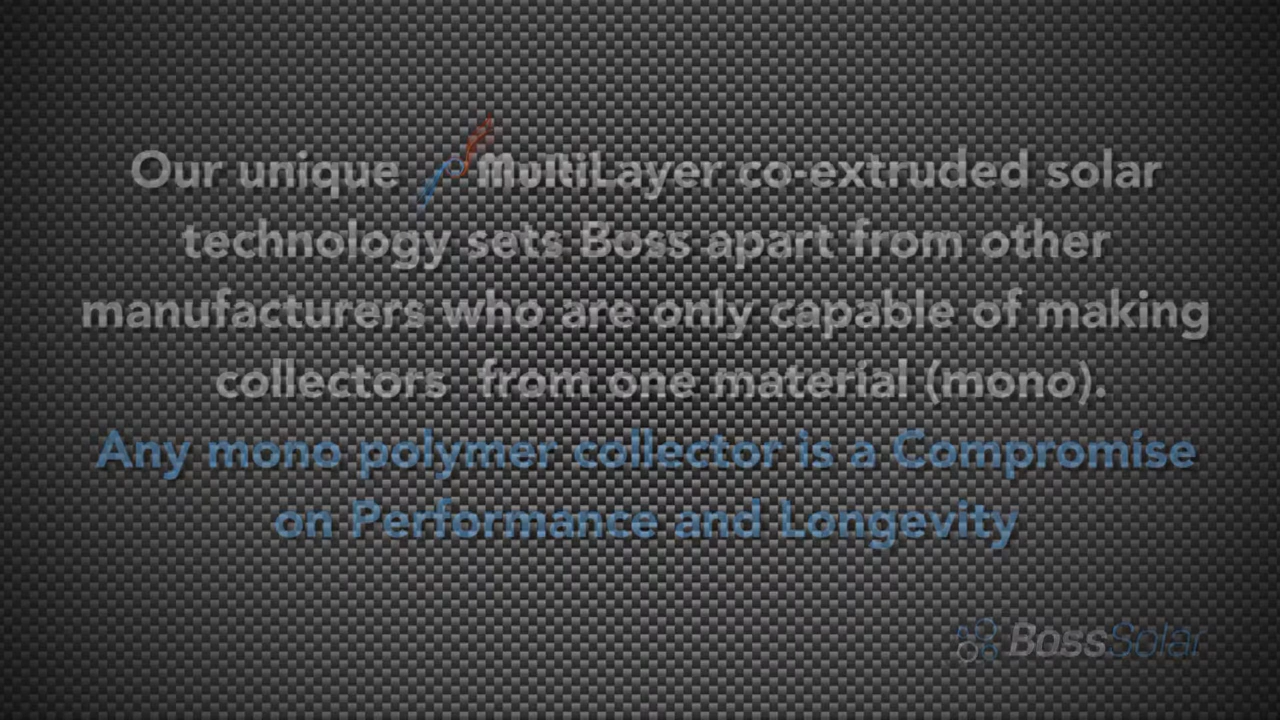 Our unique MultiLayer co-extruded solar
technology sets Boss apart from other
manufacturers who are only capable of making
collectors from one material (mono).
Any mono polymer collector is a Compromise
on Performance and Longevity
BossSolar